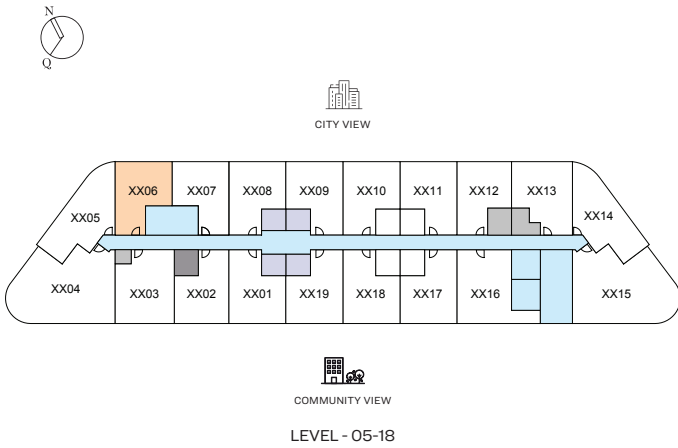 N
Q
CITY VIEW
XX05 XX06 XX07 XX08 XX09 XX10 XX11 XX12 XX13 XX14
XX04 XX03 XX02 XX01 XX19 XX18 XX17 XX16 XX15
COMMUNITY VIEW
LEVEL - 05-18